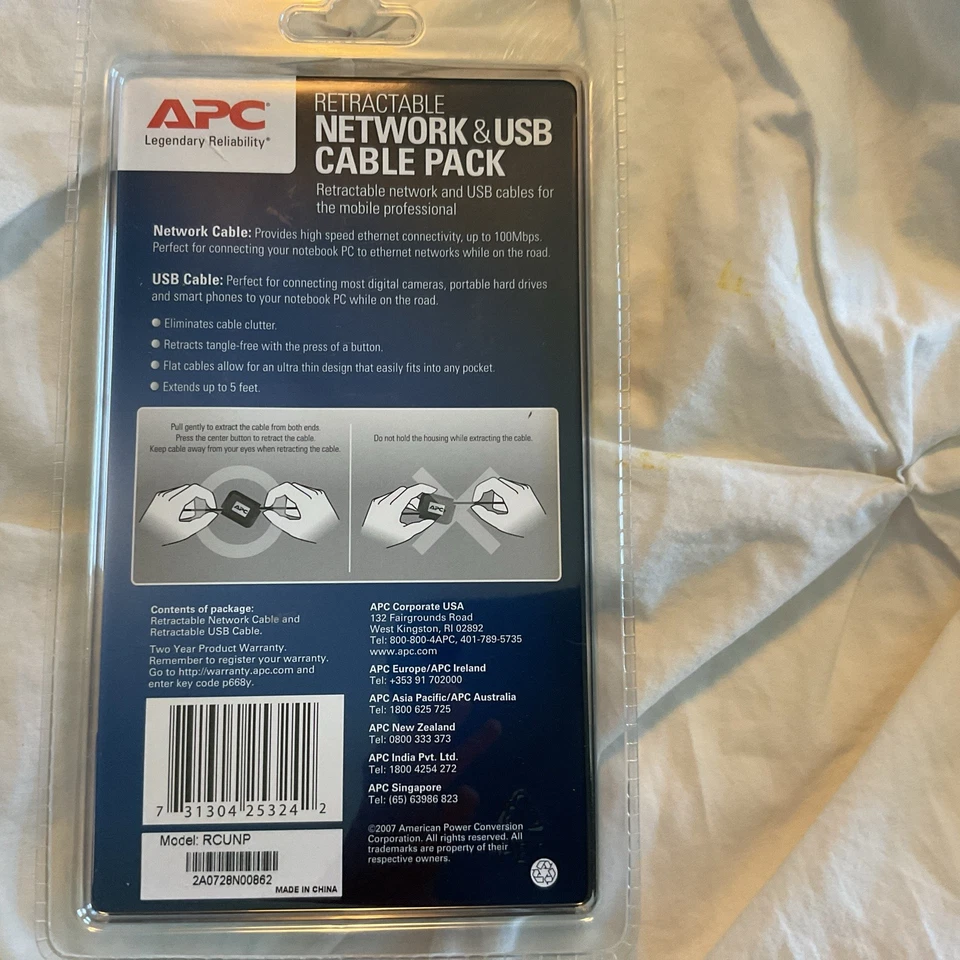 APC®
Legendary Reliability®
RETRACTABLE
NETWORK & USB
CABLE PACK
Retractable network and USB cables for
the mobile professional
Network Cable: Provides high speed ethernet connectivity, up to 100Mbps.
Perfect for connecting your notebook PC to ethernet networks while on the road.
USB Cable: Perfect for connecting most digital cameras, portable hard drives
and smart phones to your notebook PC while on the road.
● Eliminates cable clutter.
● Retracts tangle-free with the press of a button.
● Flat cables allow for an ultra thin design that easily fits into any pocket.
● Extends up to 5 feet.
Pull gently to extract the cable from both ends.
Press the center button to retract the cable.
Keep cable away from your eyes when retracting the cable.
Do not hold the housing while extracting the cable.
APC
APC
Contents of package:
Retractable Network Cable and
Retractable USB Cable.
Two Year Product Warranty.
Remember to register your warranty.
Go to http://warranty.apc.com and
enter key code p668y.
7 31304 25324 2
Model: RCUNP
2A0728N00862
MADE IN CHINA
APC Corporate USA
132 Fairgrounds Road
West Kingston, RI 02892
Tel: 800-800-4APC, 401-789-5735
www.apc.com
APC Europe/APC Ireland
Tel: +353 91 702000
APC Asia Pacific/APC Australia
Tel: 1800 625 725
APC New Zealand
Tel: 0800 333 373
APC India Pvt. Ltd.
Tel: 1800 4254 272
APC Singapore
Tel: (65) 63986 823
©2007 American Power Conversion
Corporation. All rights reserved. All
trademarks are property of their
respective owners.